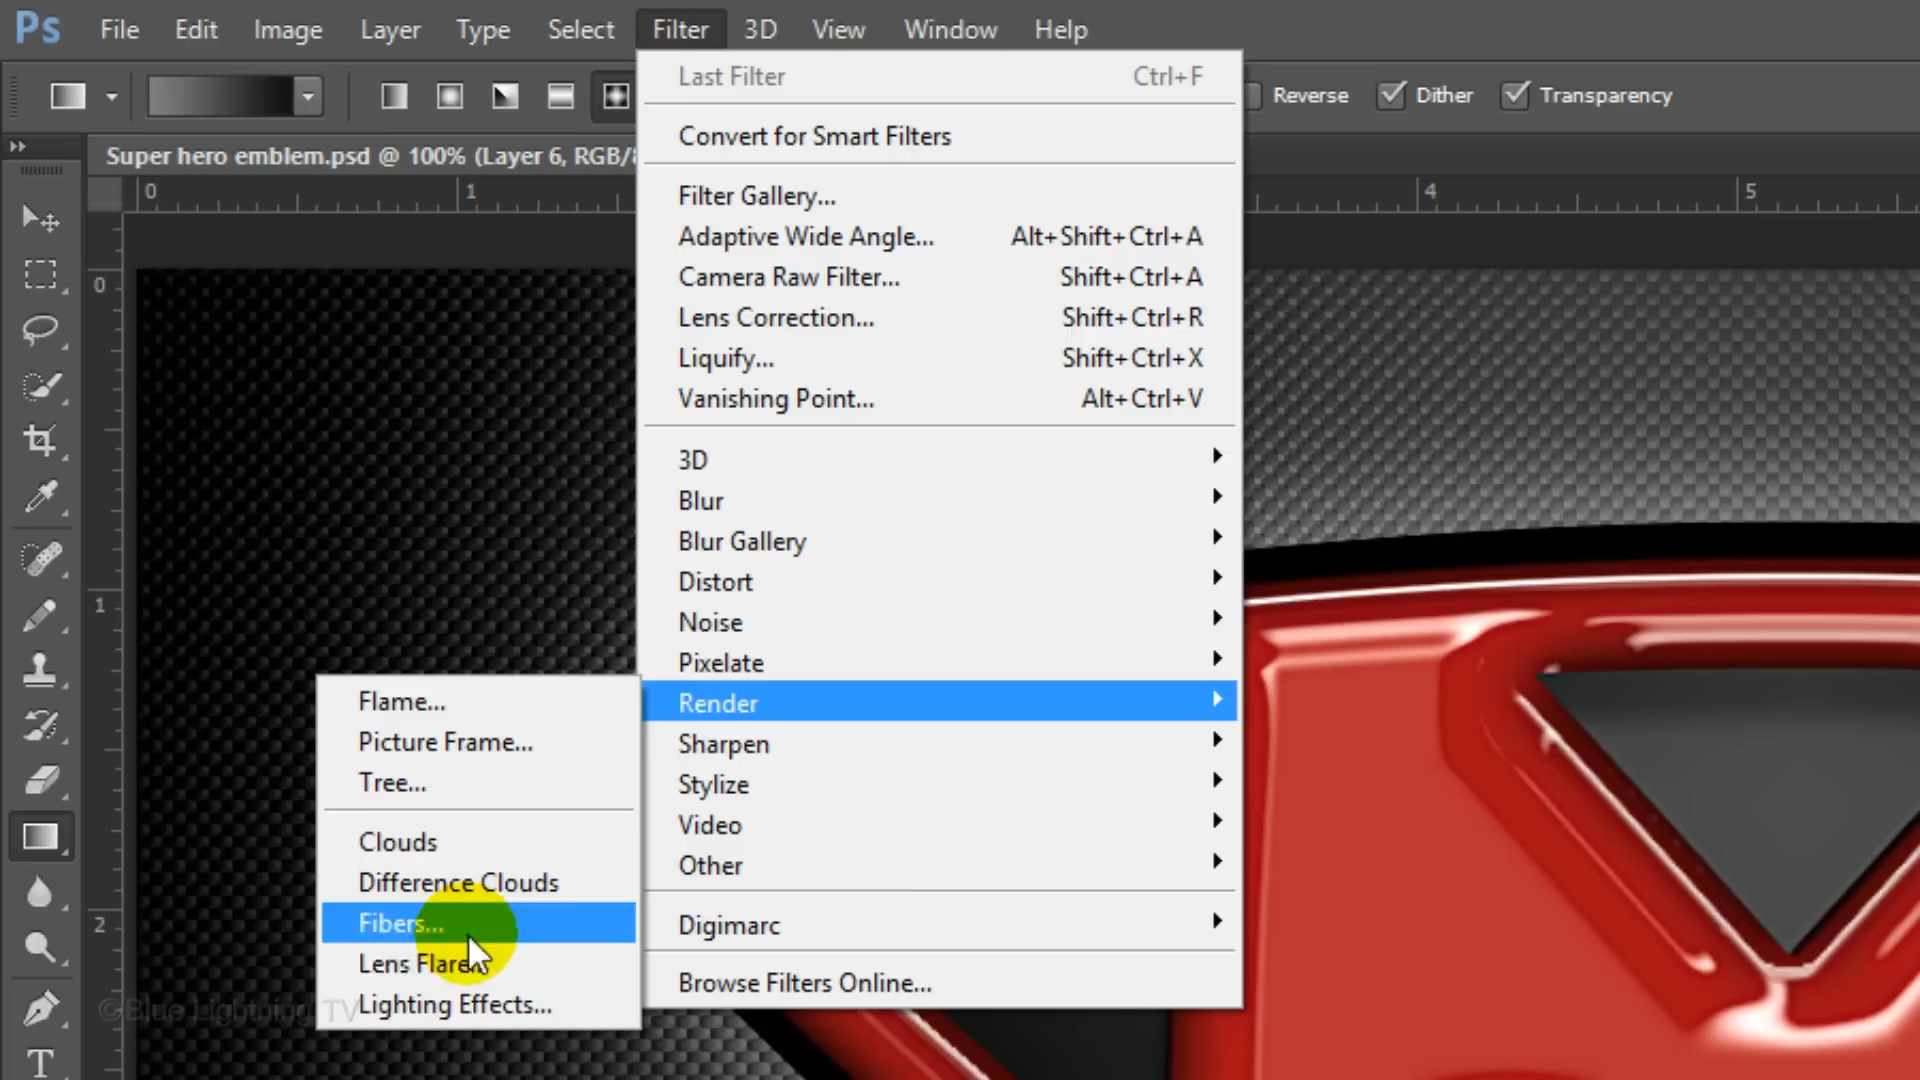 Ps File Edit Image Layer Type Select Filter 3D View Window Help
Reverse Dither Transparency
Super hero emblem.psd @ 100% (Layer 6, RGB/8
0 1 4 5
0
1
2
Last Filter Ctrl+F
Convert for Smart Filters
Filter Gallery...
Adaptive Wide Angle... Alt+Shift+Ctrl+A
Camera Raw Filter... Shift+Ctrl+A
Lens Correction... Shift+Ctrl+R
Liquify... Shift+Ctrl+X
Vanishing Point... Alt+Ctrl+V
3D
Blur
Blur Gallery
Distort
Noise
Pixelate
Render
Sharpen
Stylize
Video
Other
Digimarc
Browse Filters Online...
Flame...
Picture Frame...
Tree...
Clouds
Difference Clouds
Fibers...
Lens Flare...
Lighting Effects...
©Blue Lightning TV
T